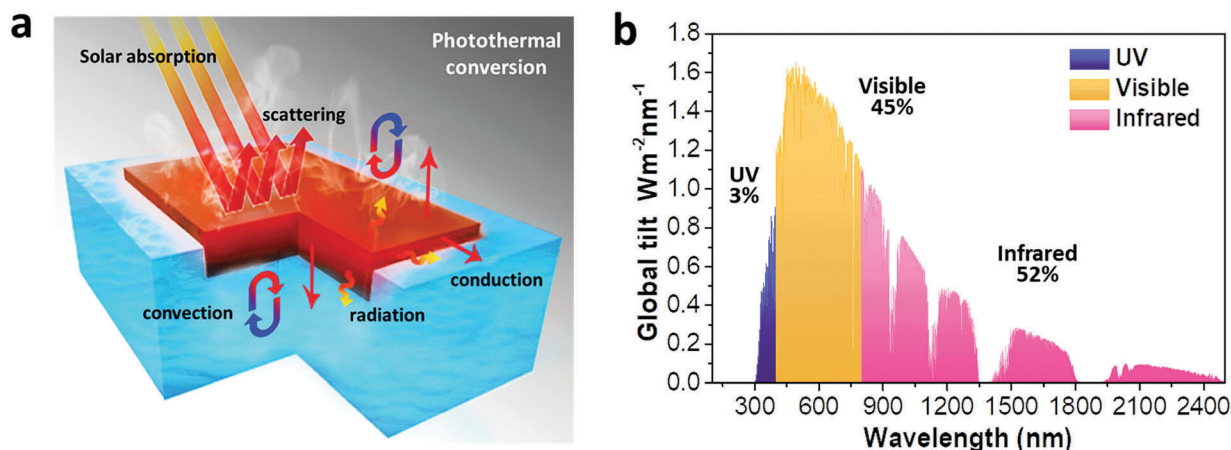 a
Photothermal
conversion
Solar absorption
scattering
conduction
convection
radiation
b
UV
Visible
Infrared
Visible
45%
UV
3%
Infrared
52%
Global tilt Wm-2nm-1
1.8
1.6
1.4
1.2
1.0
0.8
0.6
0.4
0.2
0.0
300 600 900 1200 1500 1800 2100 2400
Wavelength (nm)